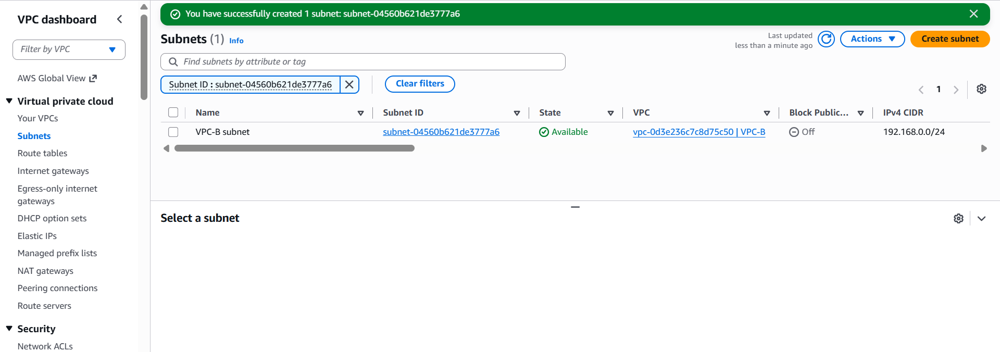 VPC dashboard
Filter by VPC
AWS Global View
Virtual private cloud
Your VPCs
Subnets
Route tables
Internet gateways
Egress-only internet
gateways
DHCP option sets
Elastic IPs
Managed prefix lists
NAT gateways
Peering connections
Route servers
Security
Network ACLs
You have successfully created 1 subnet: subnet-04560b621de3777a6
Subnets (1) Info
Last updated
less than a minute ago
Actions
Create subnet
Find subnets by attribute or tag
Subnet ID : subnet-04560b621de3777a6
Clear filters
1
Name Subnet ID State VPC Block Public... IPv4 CIDR
VPC-B subnet subnet-04560b621de3777a6 Available vpc-0d3e236c7c8d75c50 | VPC-B Off 192.168.0.0/24
Select a subnet